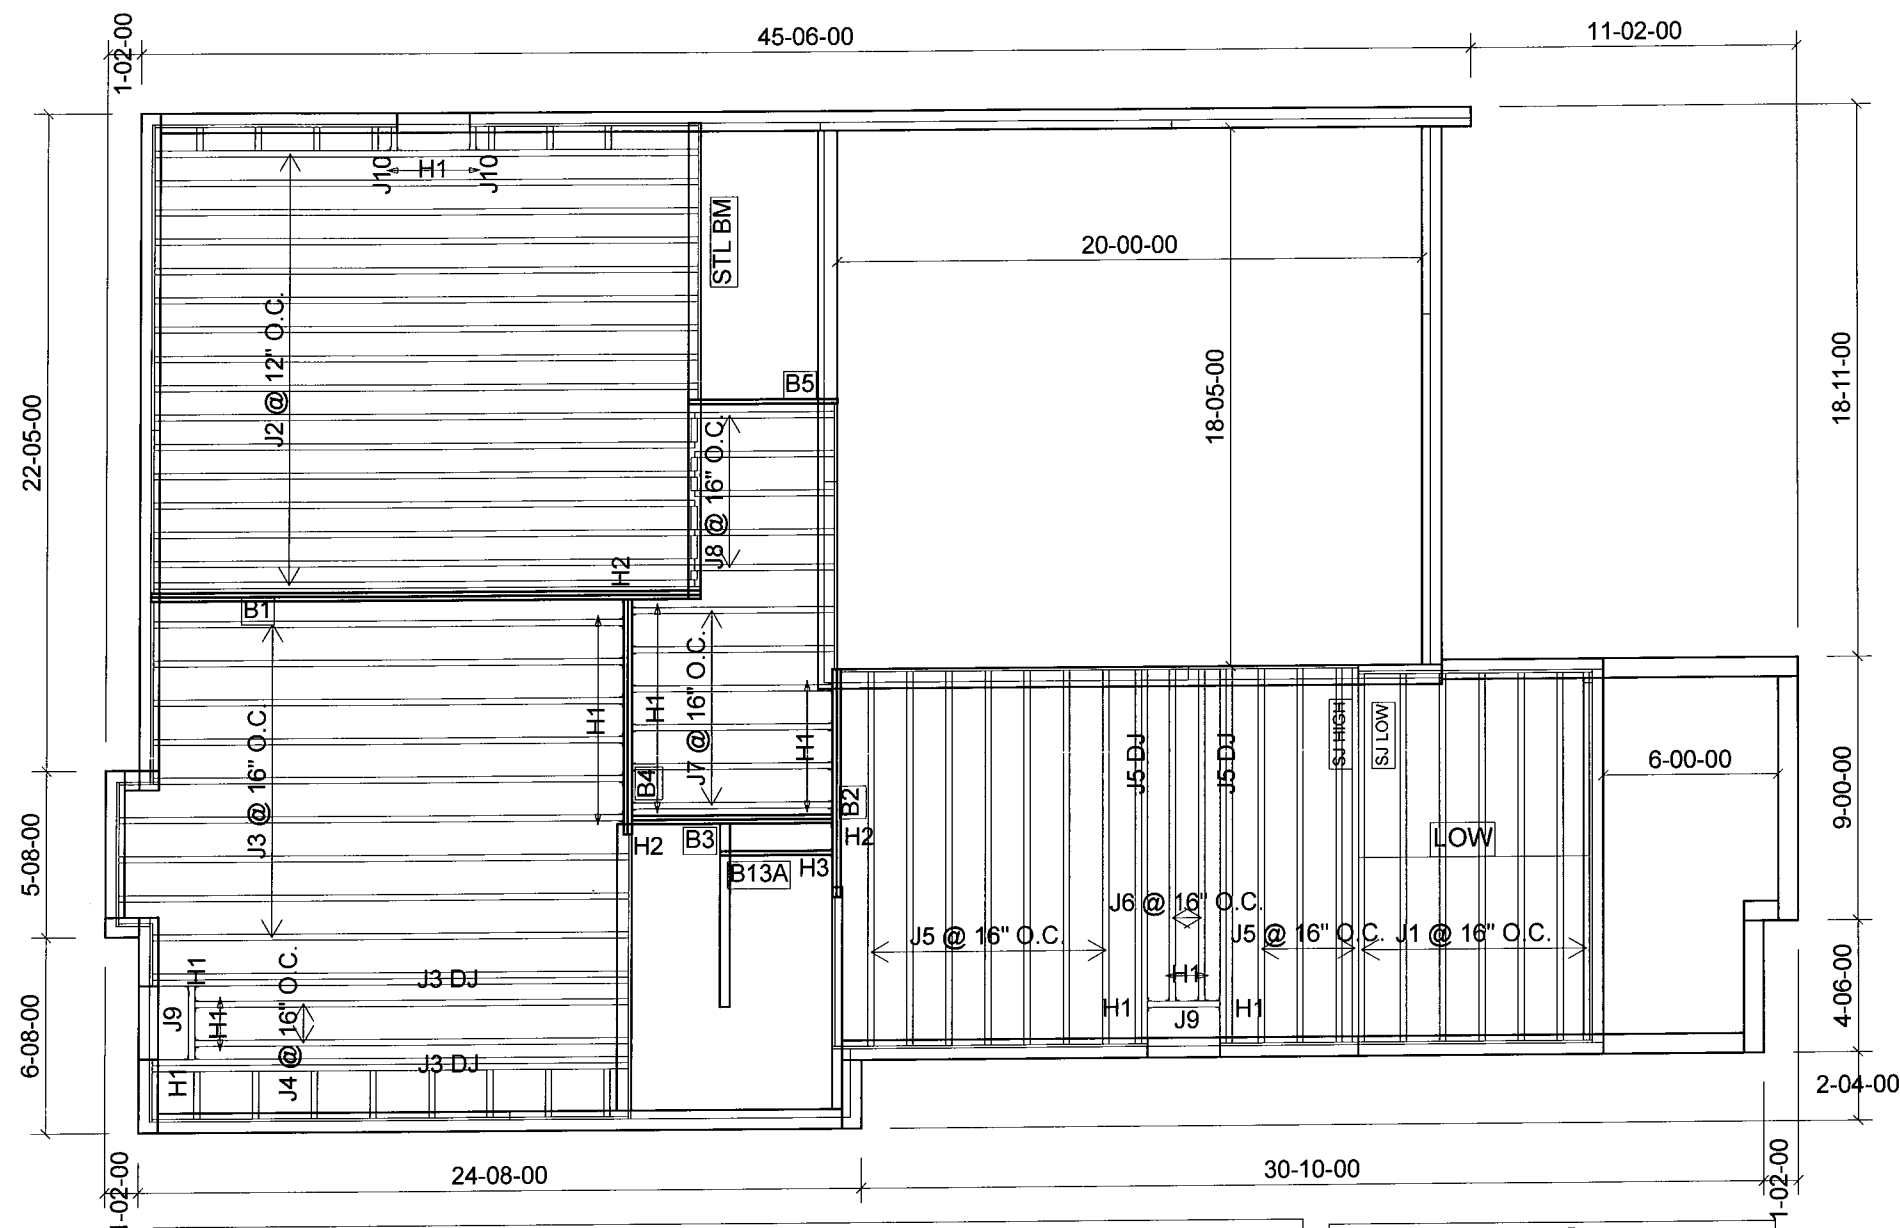 45-06-00
11-02-00
1-02-00
J10
H1
J10
STL BM
20-00-00
J2 @ 12" O.C.
22-05-00
18-05-00
18-11-00
B5
J8 @ 16" O.C.
H2
B1
H1
H1
J7 @ 16" O.C.
H1
J3 @ 16" O.C.
B4
B2
J5 DJ
J5 DJ
SJ HIGH
SJ LOW
6-00-00
9-00-00
5-08-00
H2
B3
H2
B13A
H3
LOW
J6 @ 16" O.C.
J5 @ 16" O.C.
J5 @ 16" O.C.
J1 @ 16" O.C.
H1
J3 DJ
H1
J9
H1
J4 @ 16" O.C.
H1
H1
J9
4-06-00
6-08-00
J3 DJ
H1
2-04-00
1-02-00
24-08-00
30-10-00
1-02-00